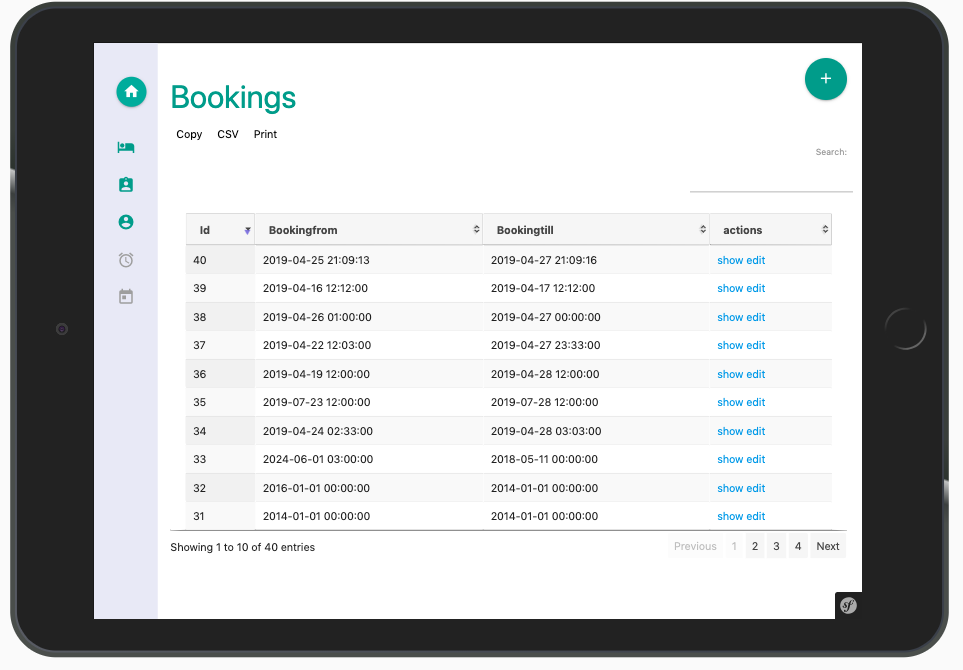 Bookings
Copy CSV Print
Search:
Id Bookingfrom Bookingtill actions
40 2019-04-25 21:09:13 2019-04-27 21:09:16 show edit
39 2019-04-16 12:12:00 2019-04-17 12:12:00 show edit
38 2019-04-26 01:00:00 2019-04-27 00:00:00 show edit
37 2019-04-22 12:03:00 2019-04-27 23:33:00 show edit
36 2019-04-19 12:00:00 2019-04-28 12:00:00 show edit
35 2019-07-23 12:00:00 2019-07-28 12:00:00 show edit
34 2019-04-24 02:33:00 2019-04-28 03:03:00 show edit
33 2024-06-01 03:00:00 2018-05-11 00:00:00 show edit
32 2016-01-01 00:00:00 2014-01-01 00:00:00 show edit
31 2014-01-01 00:00:00 2014-01-01 00:00:00 show edit
Showing 1 to 10 of 40 entries Previous 1 2 3 4 Next
sf